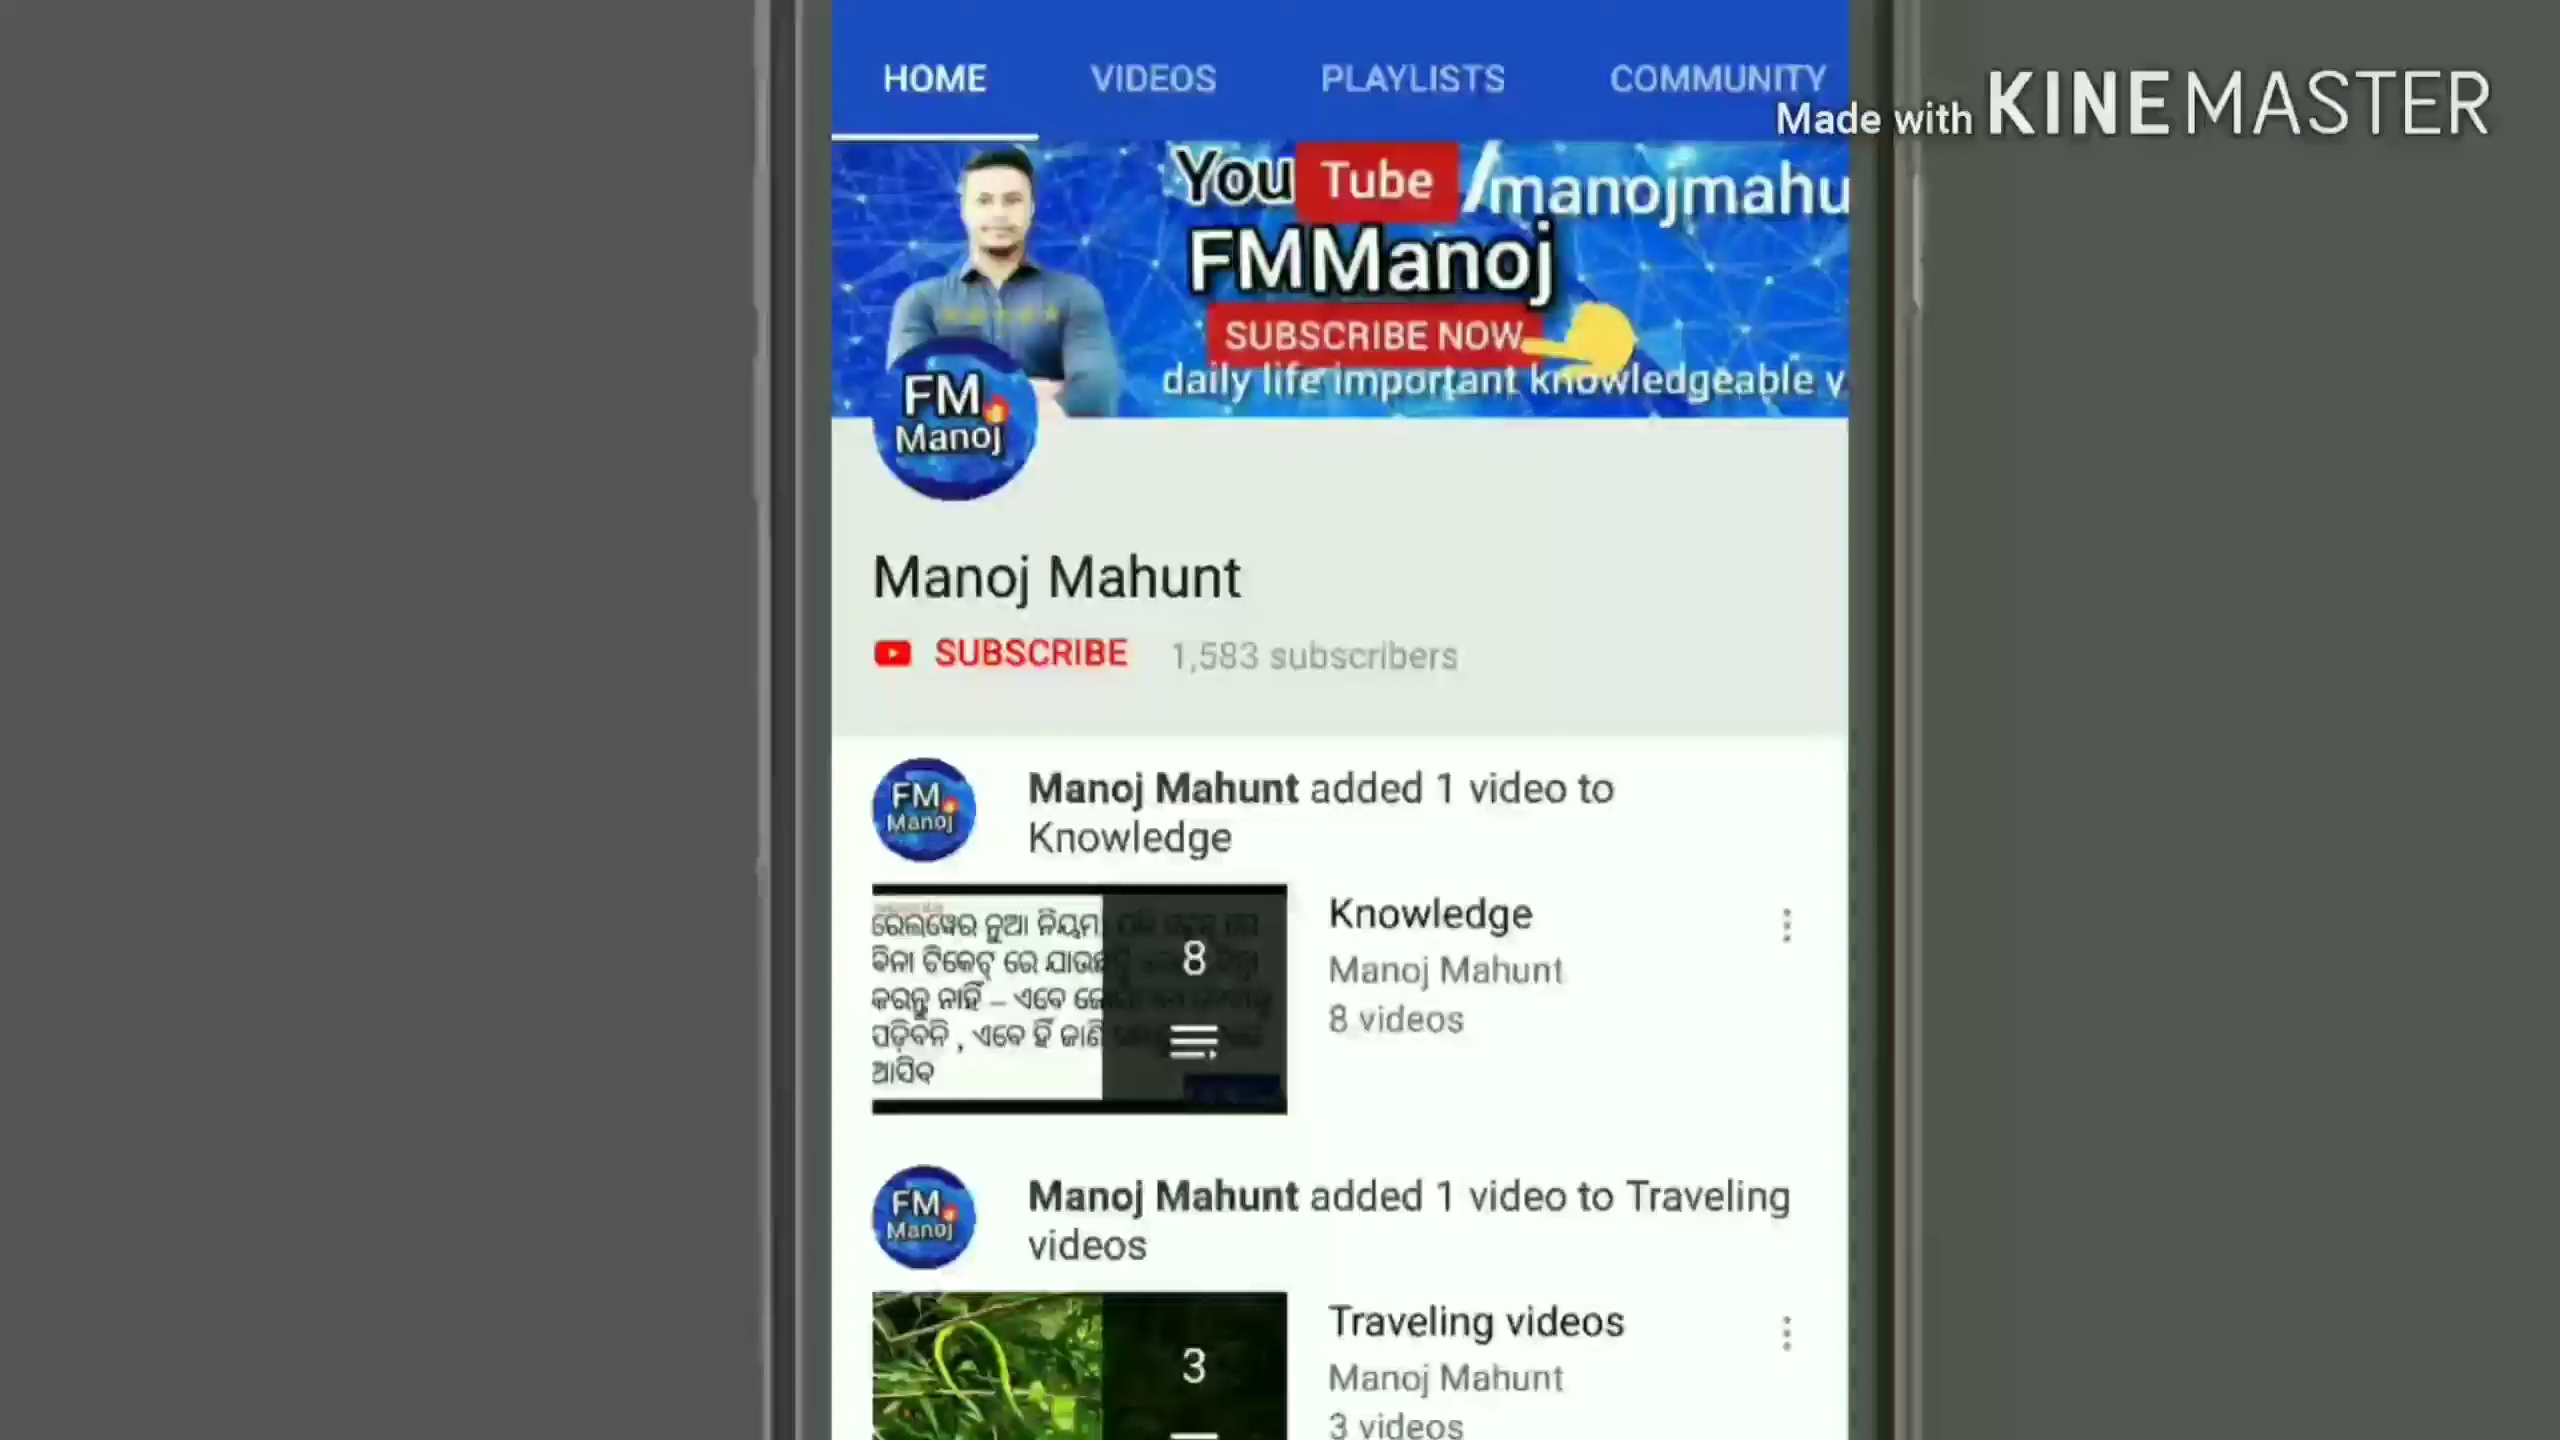 HOME VIDEOS PLAYLISTS COMMUNITY
Made with KINEMASTER
You Tube /manojmahu
FMManoj
SUBSCRIBE NOW
daily life important knowledgeable v
FM
Manoj
Manoj Mahunt
SUBSCRIBE 1,583 subscribers
FM
Manoj
Manoj Mahunt added 1 video to
Knowledge
ରେଲୱେର ନୁଆ ନିୟମ
ବିନା ଟିକେଟ୍ ରେ
କରନ୍ତୁ ନାହିଁ – ଏବେ
ପଡ଼ିବନି , ଏବେ ହିଁ
ଆସିବ
8
Knowledge
Manoj Mahunt
8 videos
FM
Manoj
Manoj Mahunt added 1 video to Traveling
videos
3
Traveling videos
Manoj Mahunt
3 videos